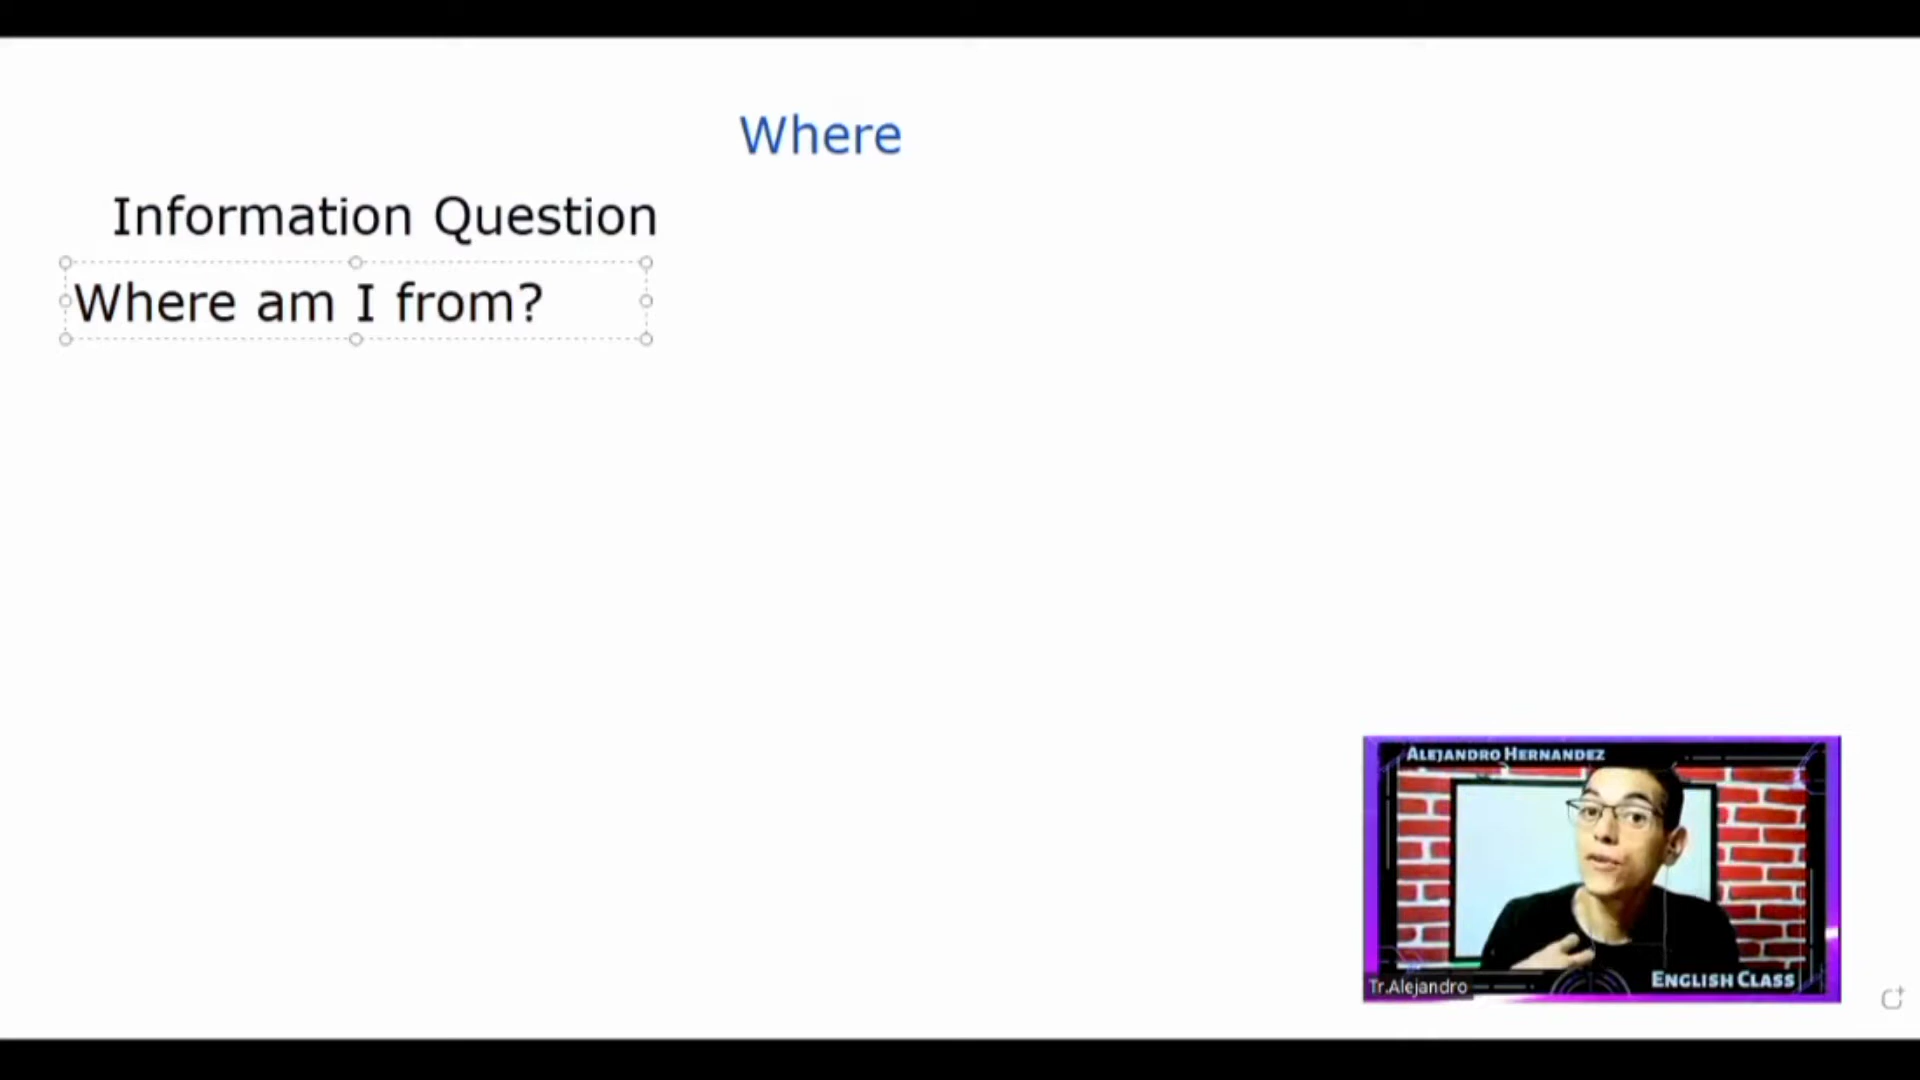 Where
Information Question
Where am I from?
ALEJANDRO HERNANDEZ
Tr.Alejandro
ENGLISH CLASS